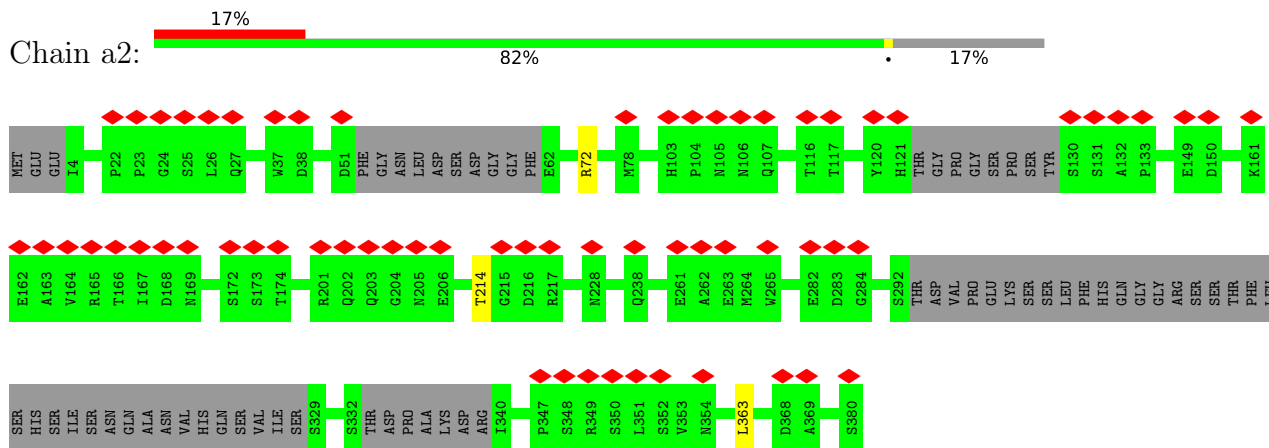 17%
Chain a2:
82% • 17%
MET GLU GLU I4 P22 P23 G24 S25 L26 Q27 W37 D38 D51 PHE GLY ASN LEU ASP SER ASP GLY GLY PHE E62 R72 M78 H103 P104 N105 N106 Q107 T116 T117 Y120 H121 THR GLY PRO GLY SER PRO SER TYR S130 S131 A132 P133 E149 D150 K161
E162 A163 V164 R165 T166 I167 D168 N169 S172 S173 T174 R201 Q202 Q203 G204 N205 E206 T214 G215 D216 R217 N228 Q238 E261 A262 E263 M264 W265 E282 D283 G284 S292 THR ASP VAL PRO GLU LYS SER SER LEU PHE HIS GLN GLY GLY ARG SER SER THR PHE LEU
SER HIS SER ILE SER ASN GLN ALA ASN VAL HIS GLN SER VAL ILE SER S329 S332 THR ASP PRO ALA LYS ASP ARG I340 P347 S348 R349 S350 L351 S352 V353 N354 L363 D368 A369 S380